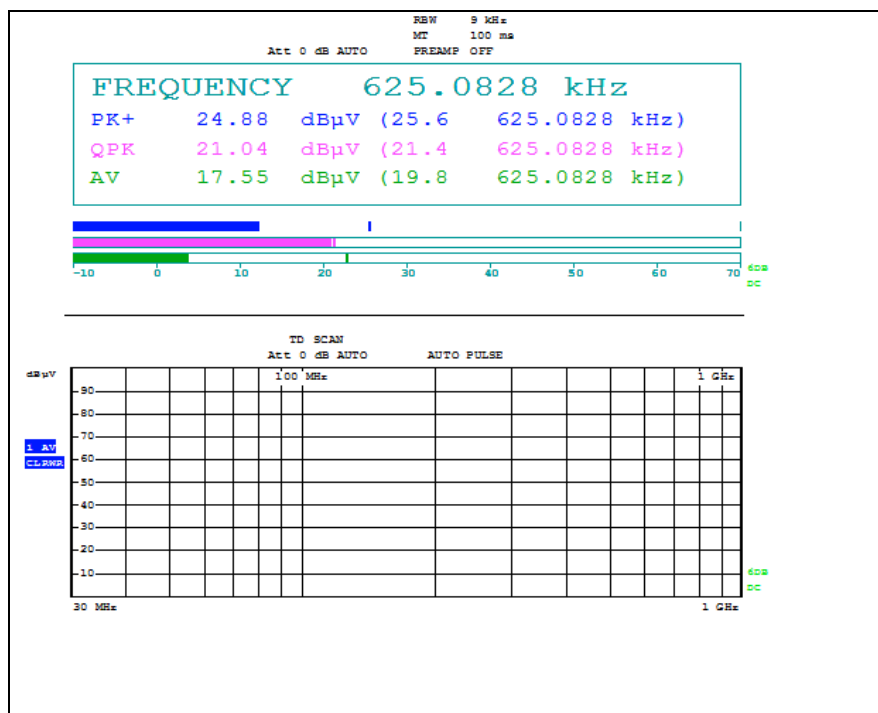 RBW 9 kHz
MT 100 ms
Att 0 dB AUTO PREAMP OFF
FREQUENCY 625.0828 kHz
PK+ 24.88 dBµV (25.6 625.0828 kHz)
QPK 21.04 dBµV (21.4 625.0828 kHz)
AV 17.55 dBµV (19.8 625.0828 kHz)
-10 0 10 20 30 40 50 60 70
6DB
DC
TD SCAN
Att 0 dB AUTO AUTO PULSE
dBµV 100 MHz 1 GHz
90
80
70
1 AV
60
CLRWR
50
40
30
20
10
6DB
DC
30 MHz 1 GHz